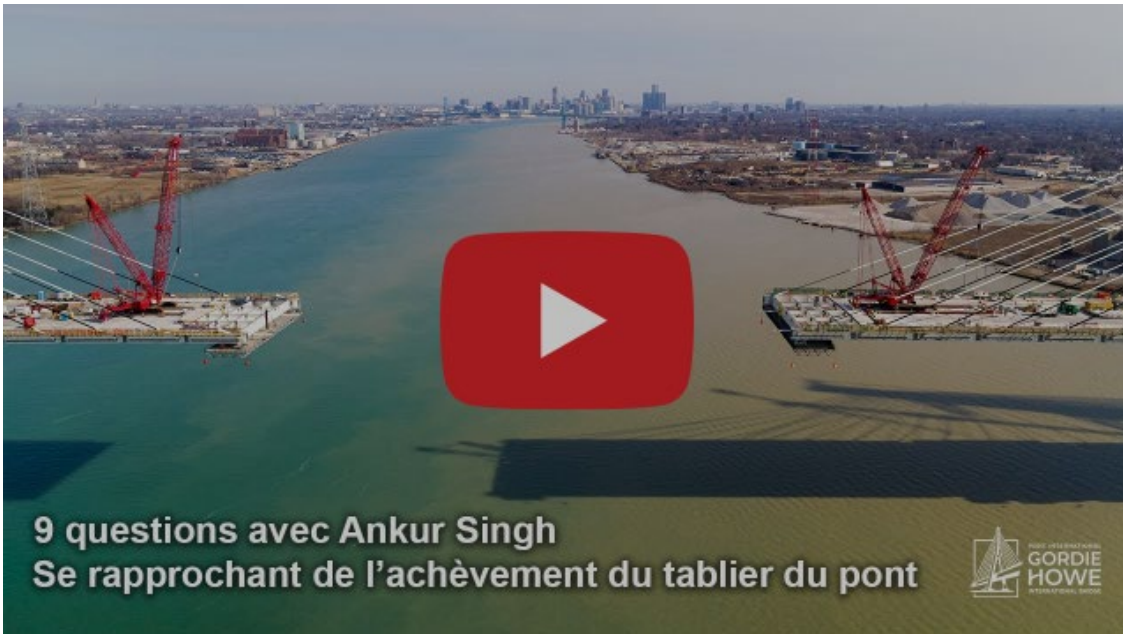 9 questions avec Ankur Singh
Se rapprochant de l’achèvement du tablier du pont
PONT INTERNATIONAL
GORDIE
HOWE
INTERNATIONAL BRIDGE